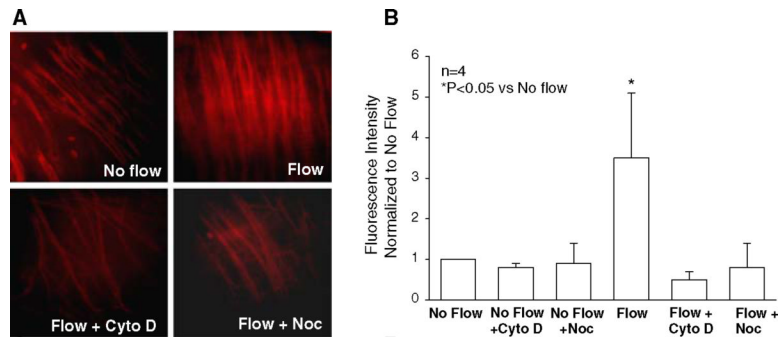 A
No flow
Flow
Flow + Cyto D
Flow + Noc
B
Fluorescence Intensity
Normalized to No Flow
6
5
4
3
2
1
0
n=4
*P<0.05 vs No flow
*
No Flow
No Flow
+Cyto D
No Flow
+Noc
Flow
Flow +
Cyto D
Flow +
Noc